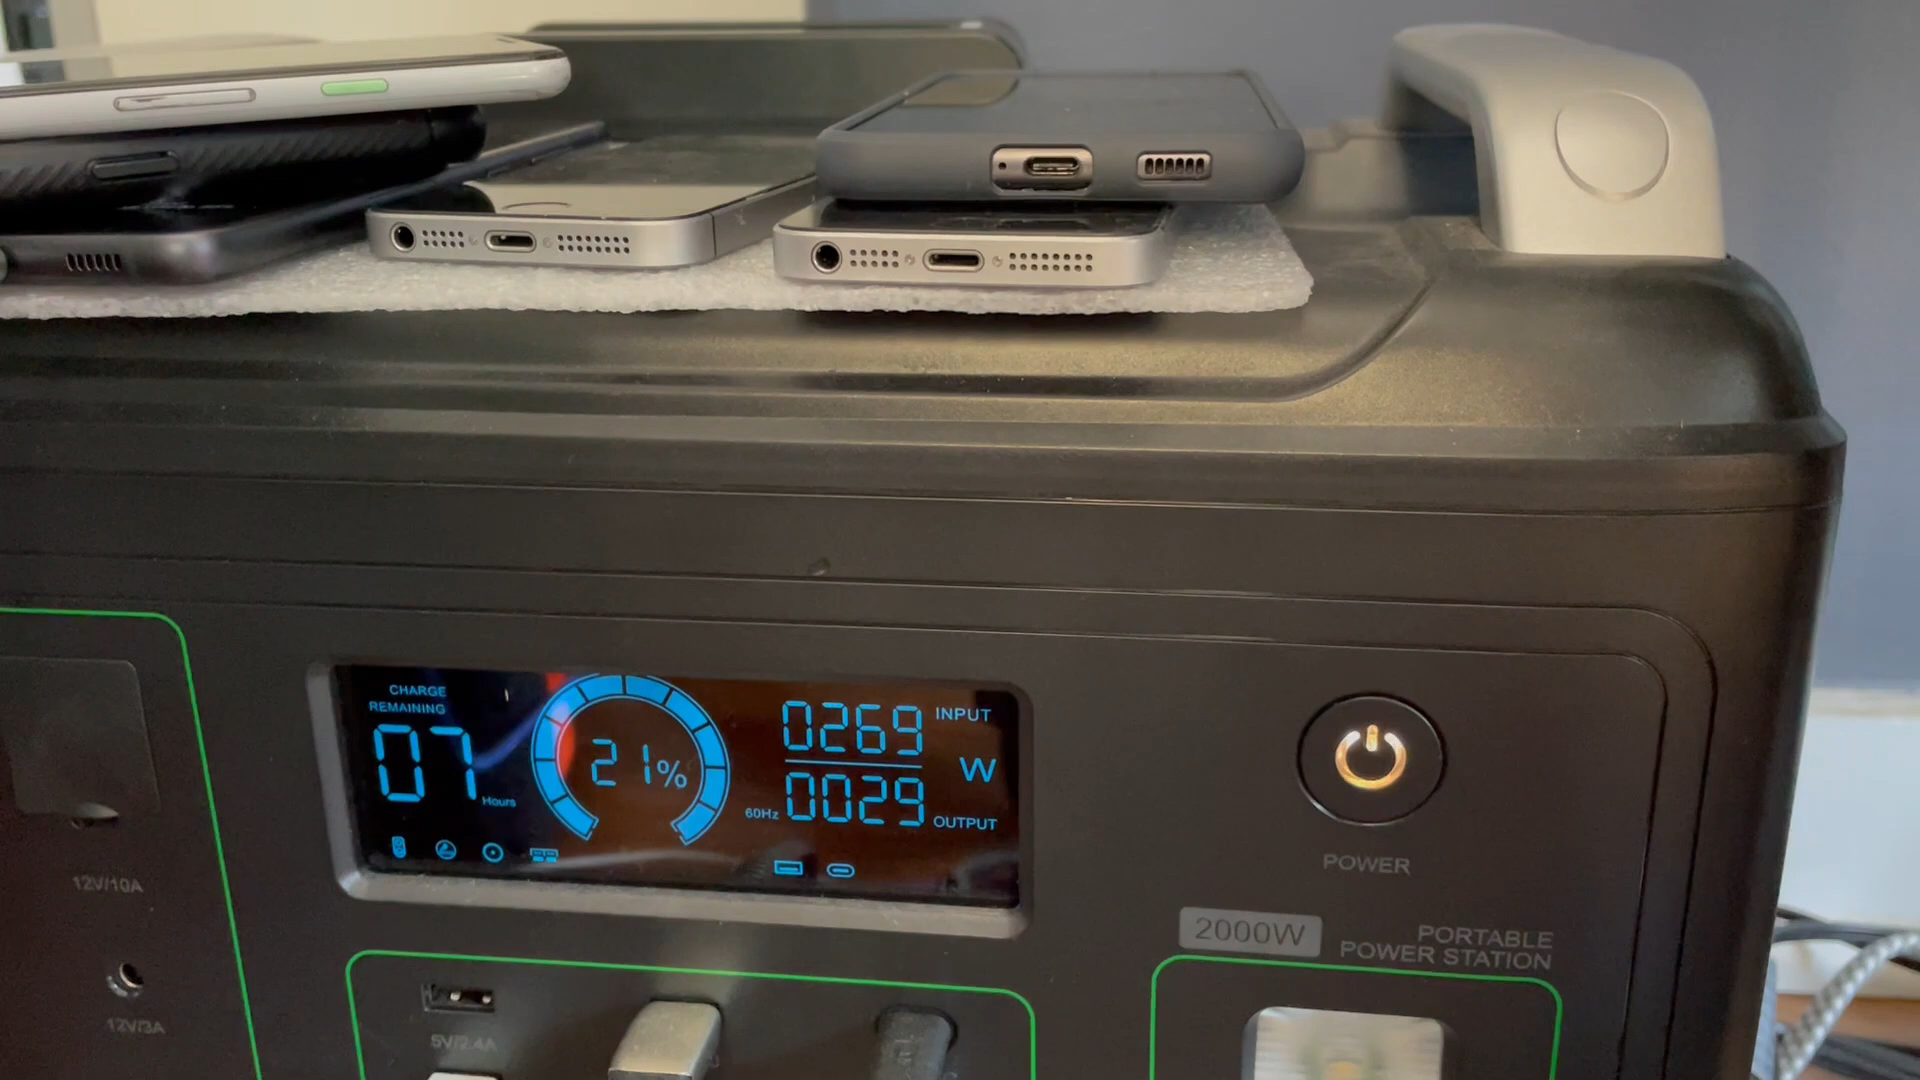 CHARGE
REMAINING
07
Hours
21%
0269 INPUT
W
60Hz 0029 OUTPUT
POWER
2000W
PORTABLE
POWER STATION
12V/10A
12V/3A
5V/2.4A